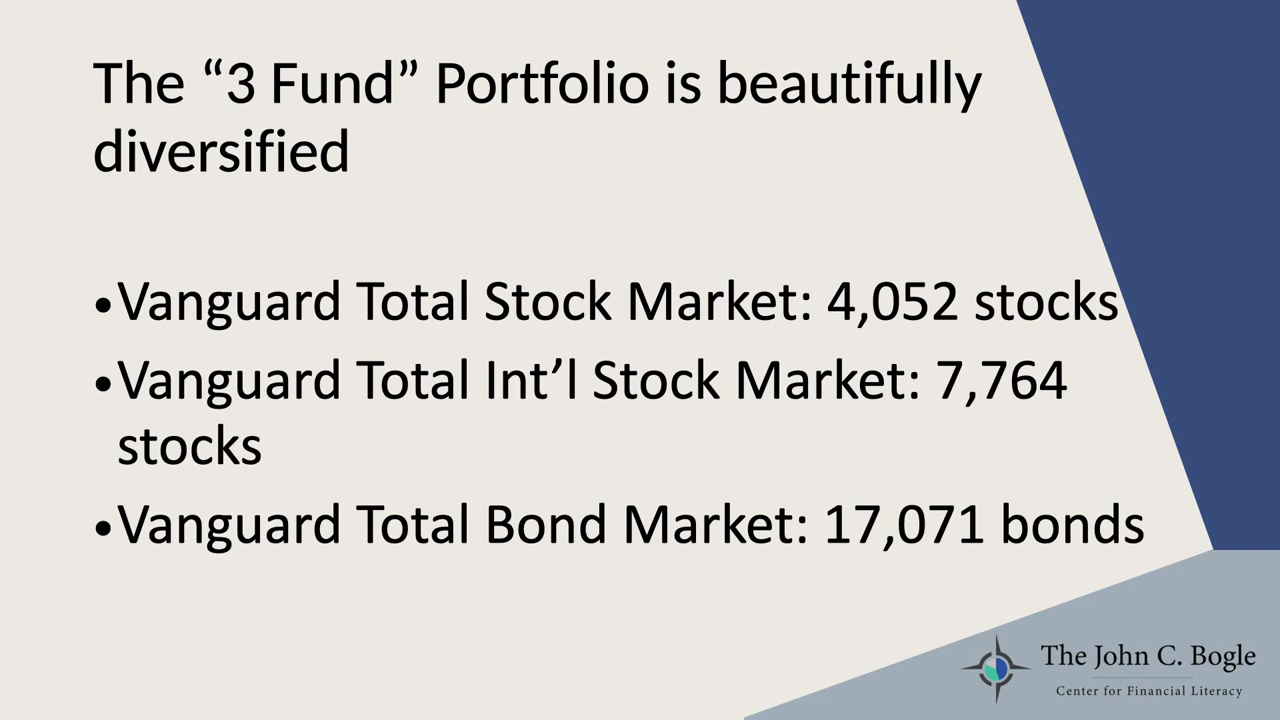 The “3 Fund” Portfolio is beautifully
diversified
•Vanguard Total Stock Market: 4,052 stocks
•Vanguard Total Int’l Stock Market: 7,764
stocks
•Vanguard Total Bond Market: 17,071 bonds
The John C. Bogle
Center for Financial Literacy